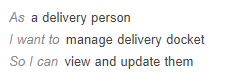 As a delivery person
I want to manage delivery docket
So I can view and update them